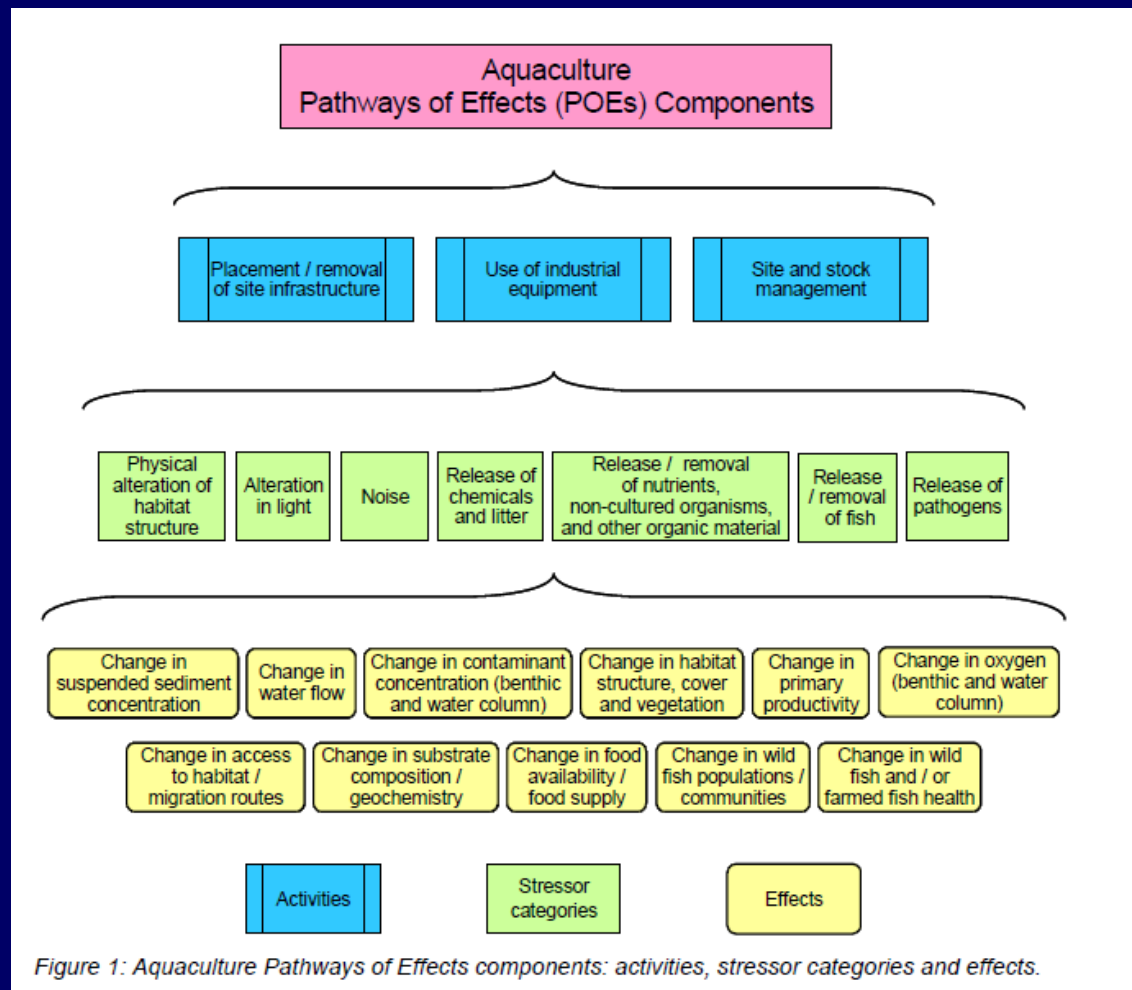 Aquaculture
Pathways of Effects (POEs) Components
Placement / removal
of site infrastructure
Use of industrial
equipment
Site and stock
management
Physical
alteration of
habitat
structure
Alteration
in light
Noise
Release of
chemicals
and litter
Release / removal
of nutrients,
non-cultured organisms,
and other organic material
Release
/ removal
of fish
Release of
pathogens
Change in
suspended sediment
concentration
Change in
water flow
Change in contaminant
concentration (benthic
and water column)
Change in habitat
structure, cover
and vegetation
Change in
primary
productivity
Change in oxygen
(benthic and water
column)
Change in access
to habitat /
migration routes
Change in substrate
composition /
geochemistry
Change in food
availability /
food supply
Change in wild
fish populations /
communities
Change in wild
fish and / or
farmed fish health
Activities
Stressor
categories
Effects
Figure 1: Aquaculture Pathways of Effects components: activities, stressor categories and effects.